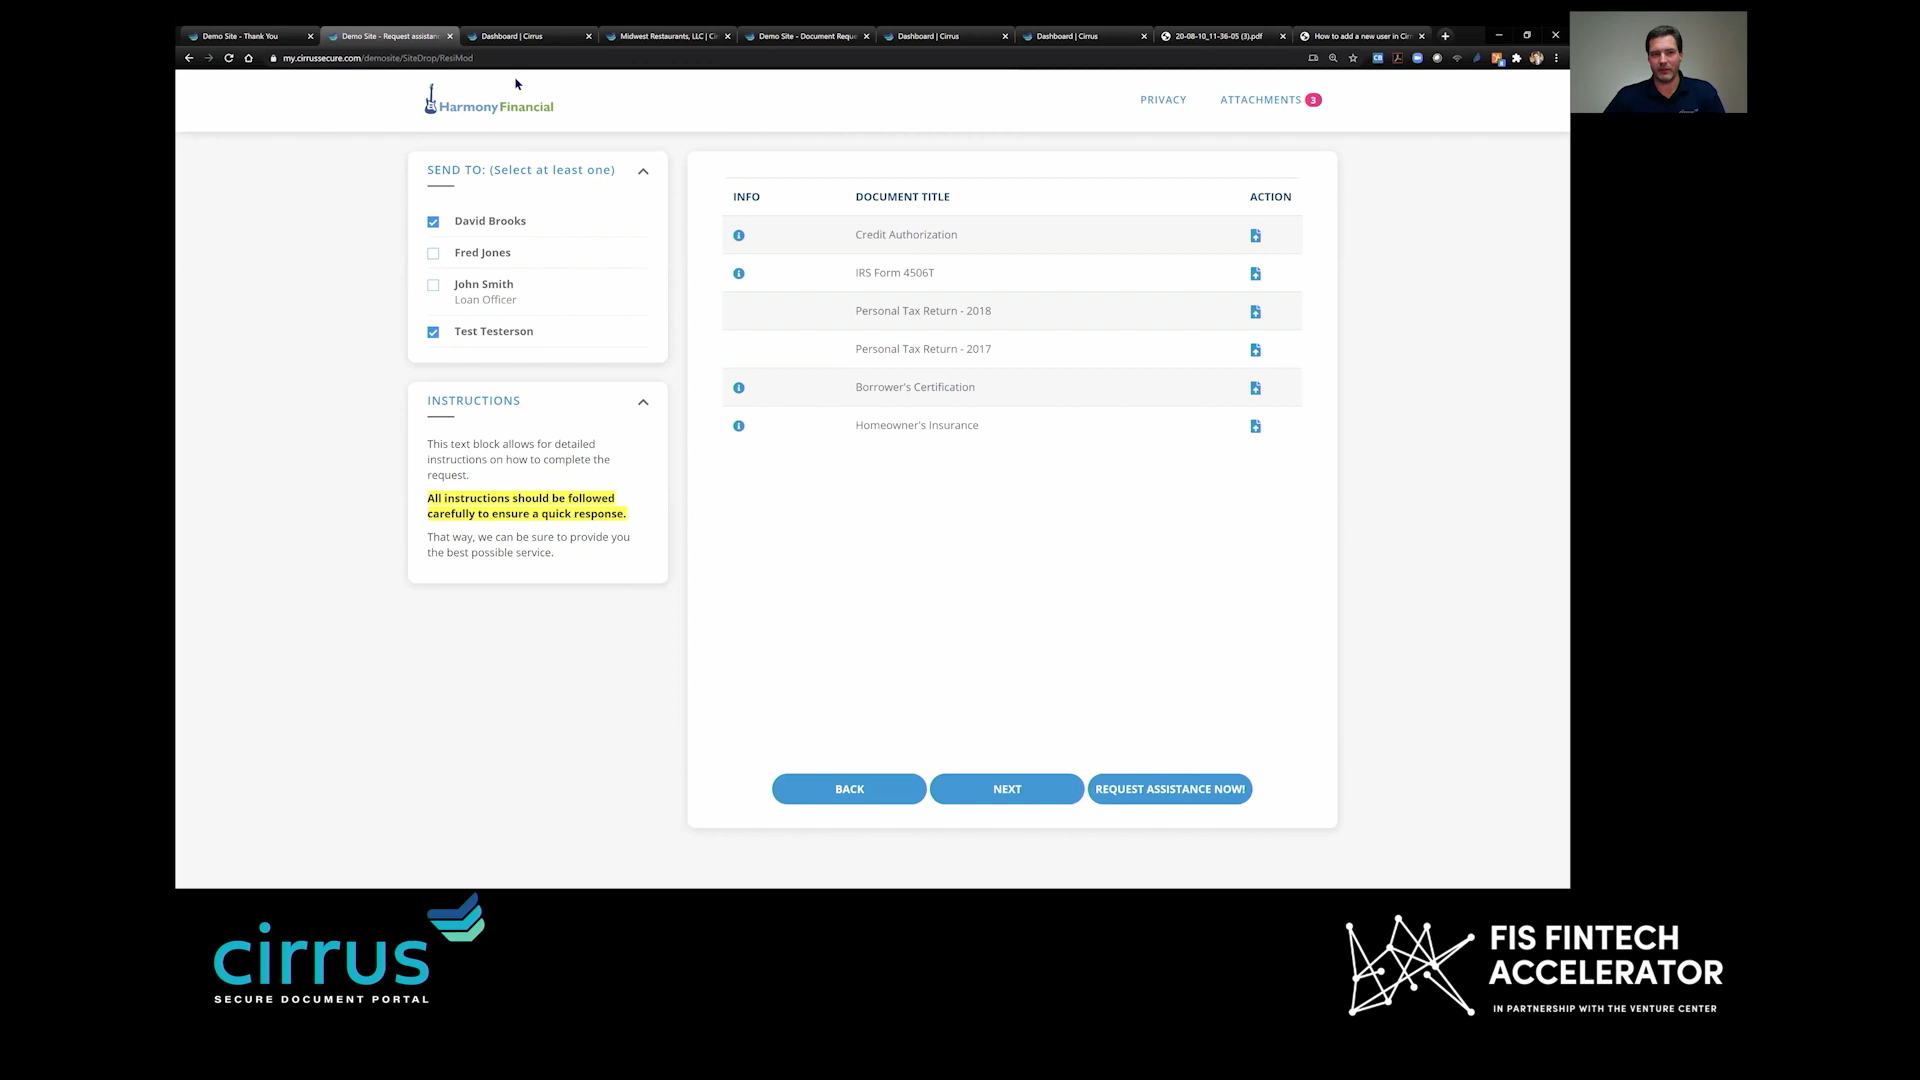 Demo Site - Thank You
Demo Site - Request assistanc
Dashboard | Cirrus
Midwest Restaurants, LLC | Ci
Demo Site - Document Reque
Dashboard | Cirrus
Dashboard | Cirrus
20-08-10_11-36-05 (3).pdf
How to add a new user in Cirr
my.cirrussecure.com/demosite/SiteDrop/ResiMod
HarmonyFinancial
PRIVACY
ATTACHMENTS 3
SEND TO: (Select at least one)
David Brooks
Fred Jones
John Smith
Loan Officer
Test Testerson
INSTRUCTIONS
This text block allows for detailed
instructions on how to complete the
request.
All instructions should be followed
carefully to ensure a quick response.
That way, we can be sure to provide you
the best possible service.
INFO DOCUMENT TITLE ACTION
Credit Authorization
IRS Form 4506T
Personal Tax Return - 2018
Personal Tax Return - 2017
Borrower's Certification
Homeowner's Insurance
BACK
NEXT
REQUEST ASSISTANCE NOW!
cirrus
SECURE DOCUMENT PORTAL
FIS FINTECH
ACCELERATOR
IN PARTNERSHIP WITH THE VENTURE CENTER